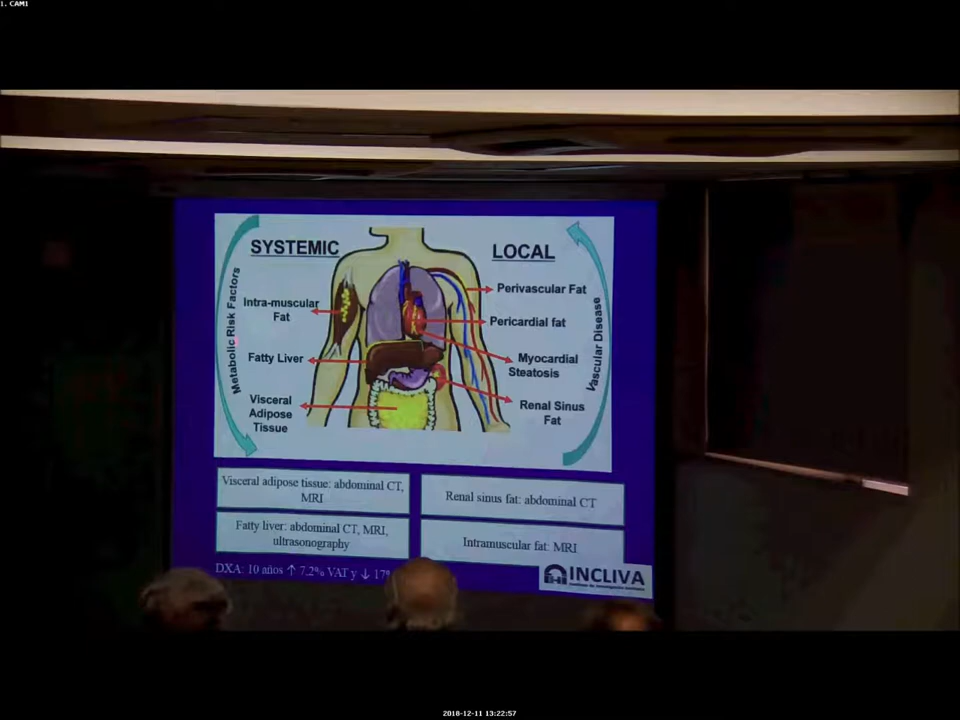 1. CAM1
SYSTEMIC
LOCAL
Metabolic Risk Factors
Intra-muscular
Fat
Fatty Liver
Visceral
Adipose
Tissue
Perivascular Fat
Pericardial fat
Myocardial
Steatosis
Renal Sinus
Fat
Vascular Disease
Visceral adipose tissue: abdominal CT,
MRI
Renal sinus fat: abdominal CT
Fatty liver: abdominal CT, MRI,
ultrasonography
Intramuscular fat: MRI
DXA: 10 años ↑ 7.2% VAT y ↓ 17
INCLIVA
2018-12-11 13:22:57